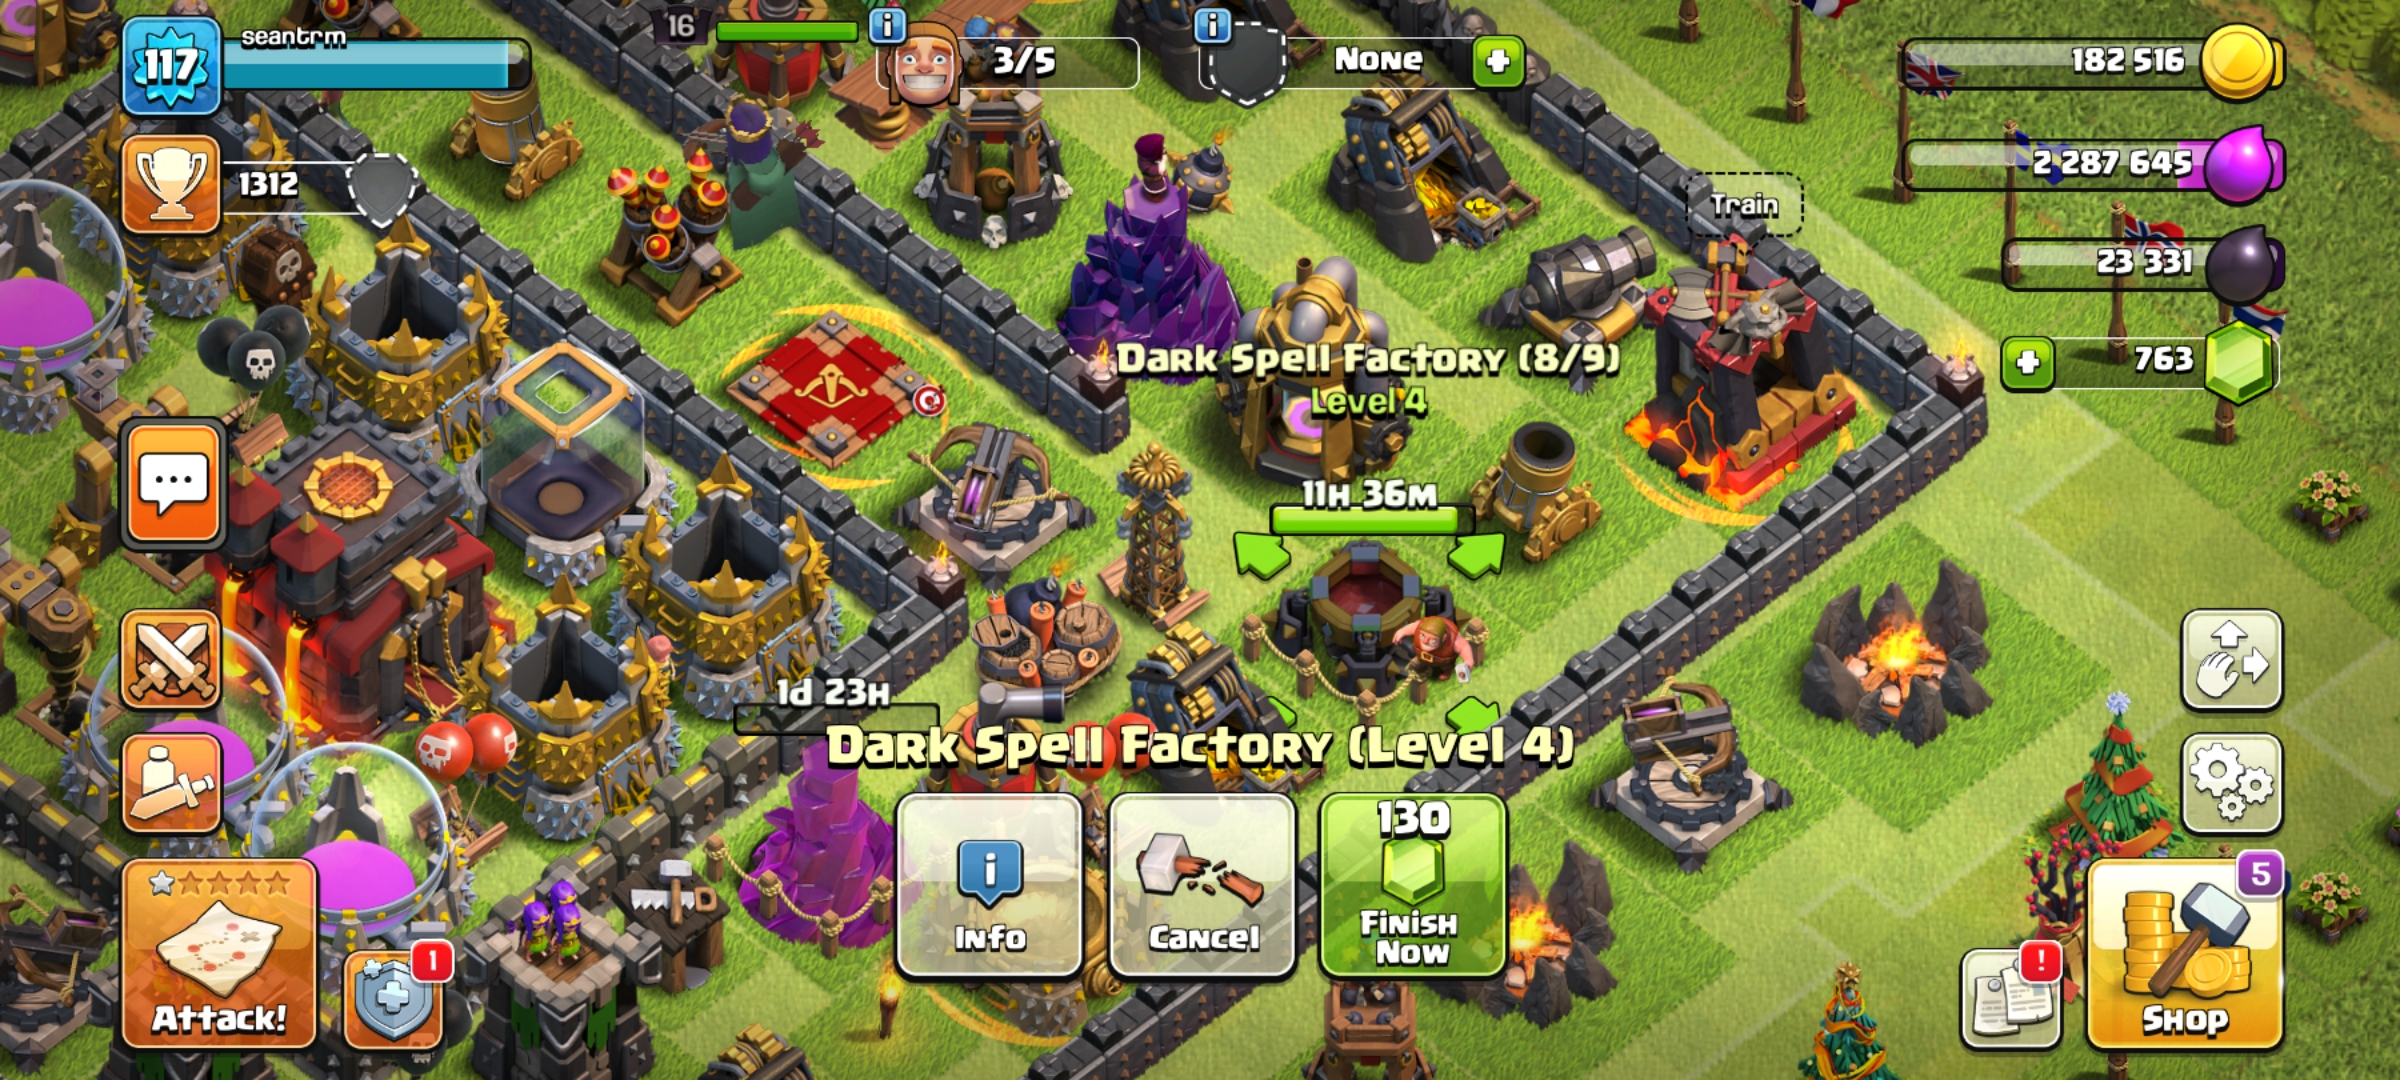 117
seantrm
16
3/5
None
182 516
1312
2 287 645
Train
23 331
Dark Spell Factory (8/9)
Level 4
763
11H 36M
1d 23H
Dark Spell Factory (Level 4)
130
Info
Cancel
Finish
Now
5
1
!
Attack!
Shop